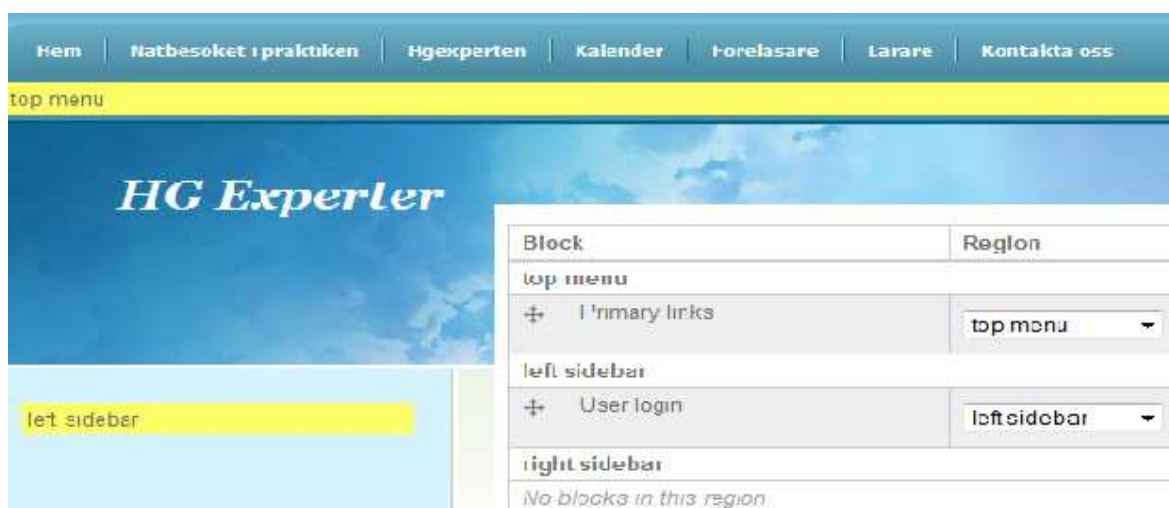 Hem Natbesoket i praktiken Hgexperten Kalender Forelasare Larare Kontakta oss
top menu
HG Experter
Block Region
top menu
Primary links top menu
left sidebar
User login left sidebar
left sidebar
right sidebar
No blocks in this region